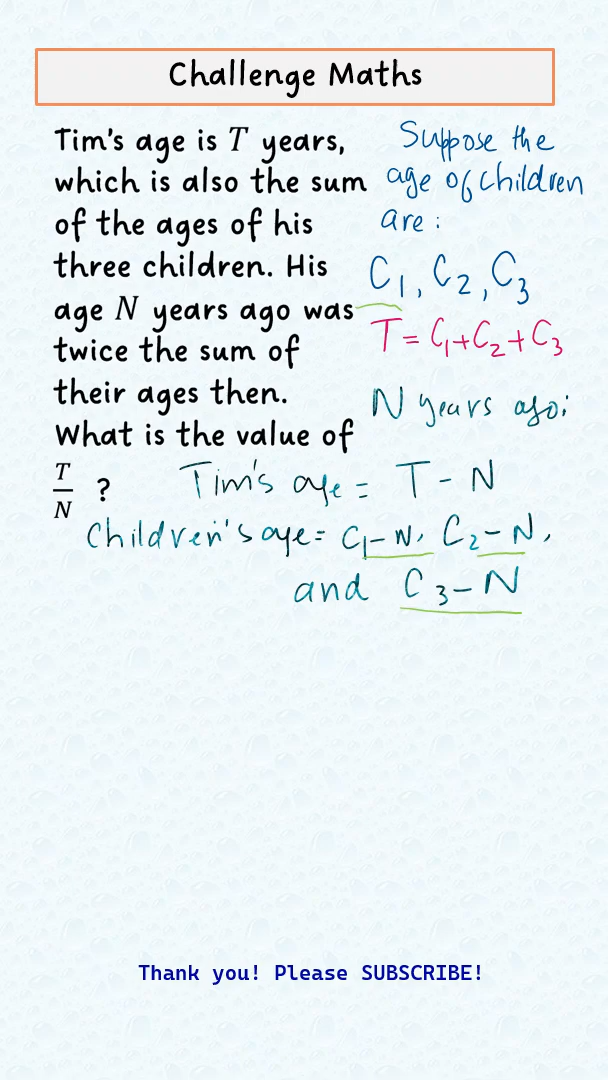 Challenge Maths
Tim's age is T years,
which is also the sum
of the ages of his
three children. His
age N years ago was
twice the sum of
their ages then.
What is the value of
T/N ?
Suppose the
age of children
are :
C1, C2, C3
T = C1+C2+C3
N years ago:
Tim's age = T - N
Children's age = C1-N, C2-N,
and C3-N
Thank you! Please SUBSCRIBE!